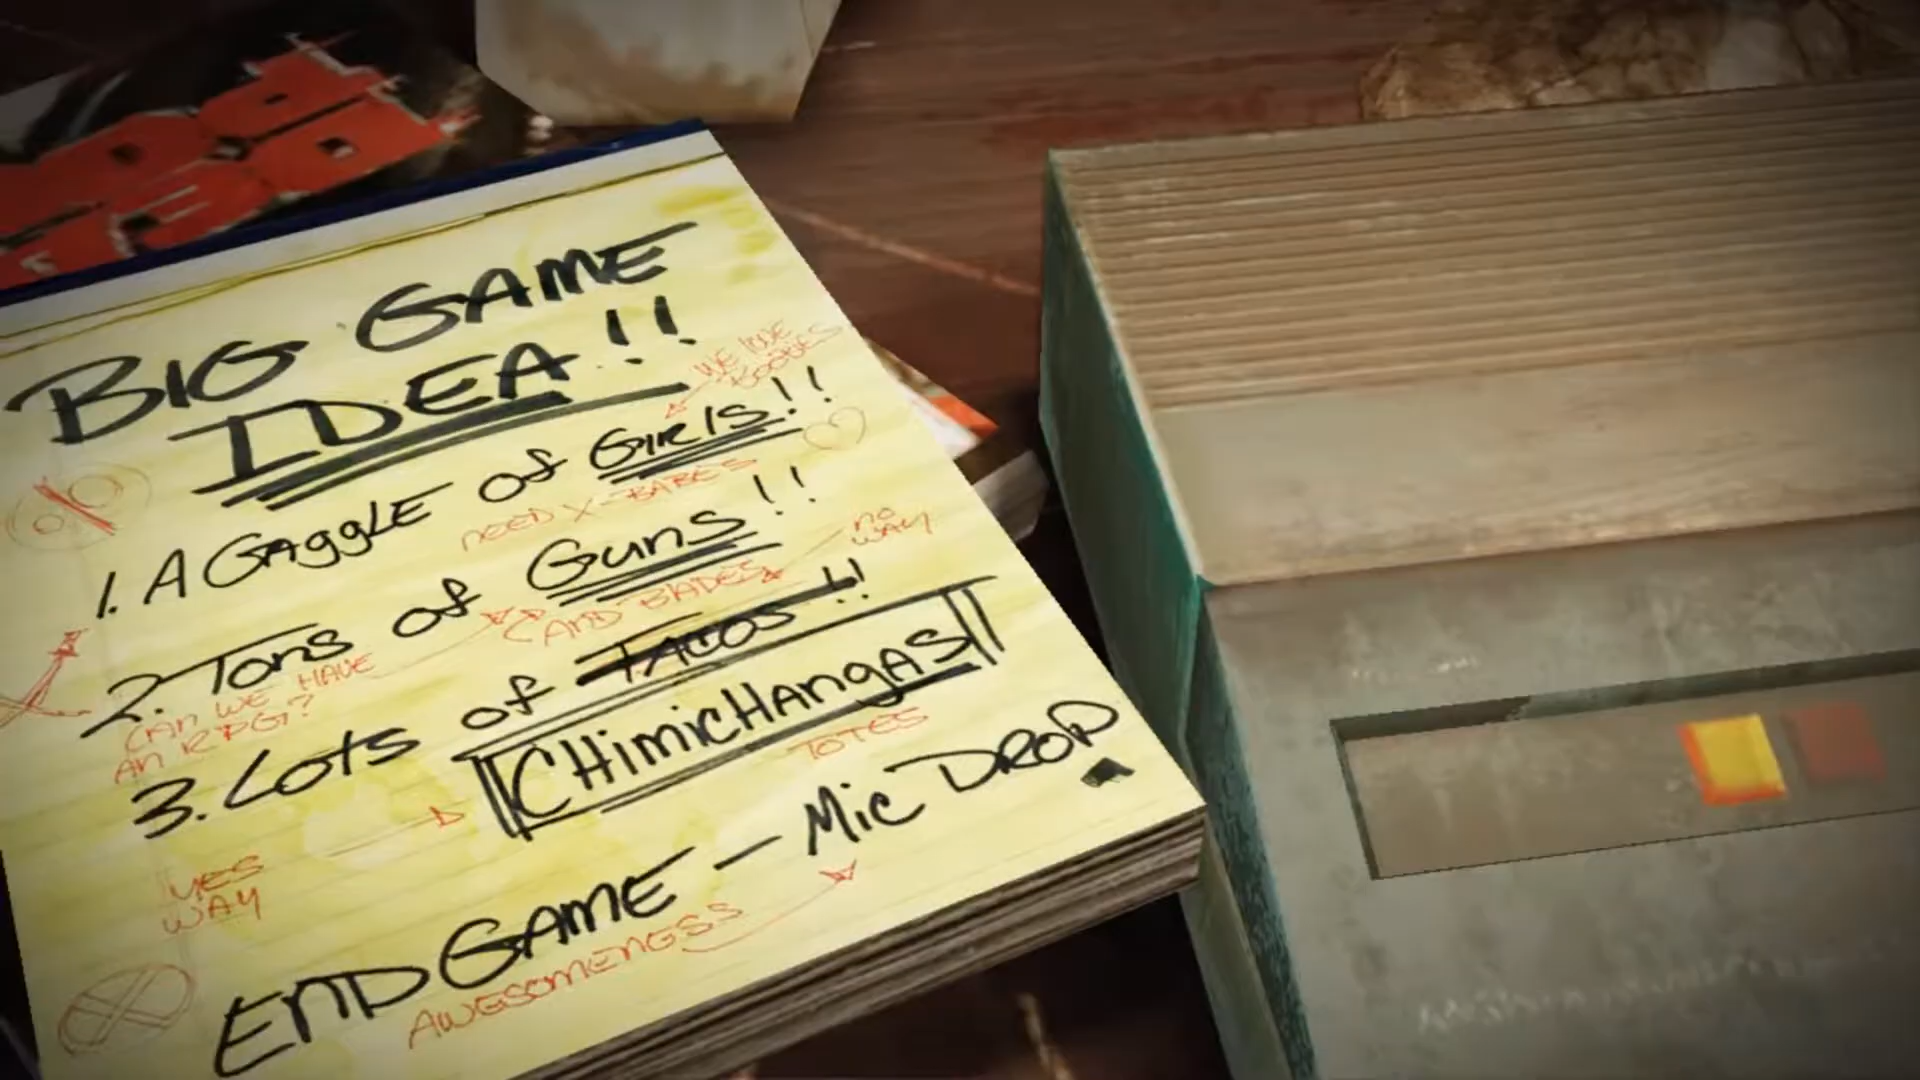 BIG GAME
IDEA!!
WE LOVE
BOOBIES
1. A GAggLE of GIRlS!!
NEED X-BABES
2. Tons of Guns!!
NO
WAY
AND BLADES
CAN WE HAVE
AN RPG?
3. Lots of TACOS!!
CHimicHangAS
TOTES
YES
WAY
END GAME - Mic DROP
AWESOMENESS